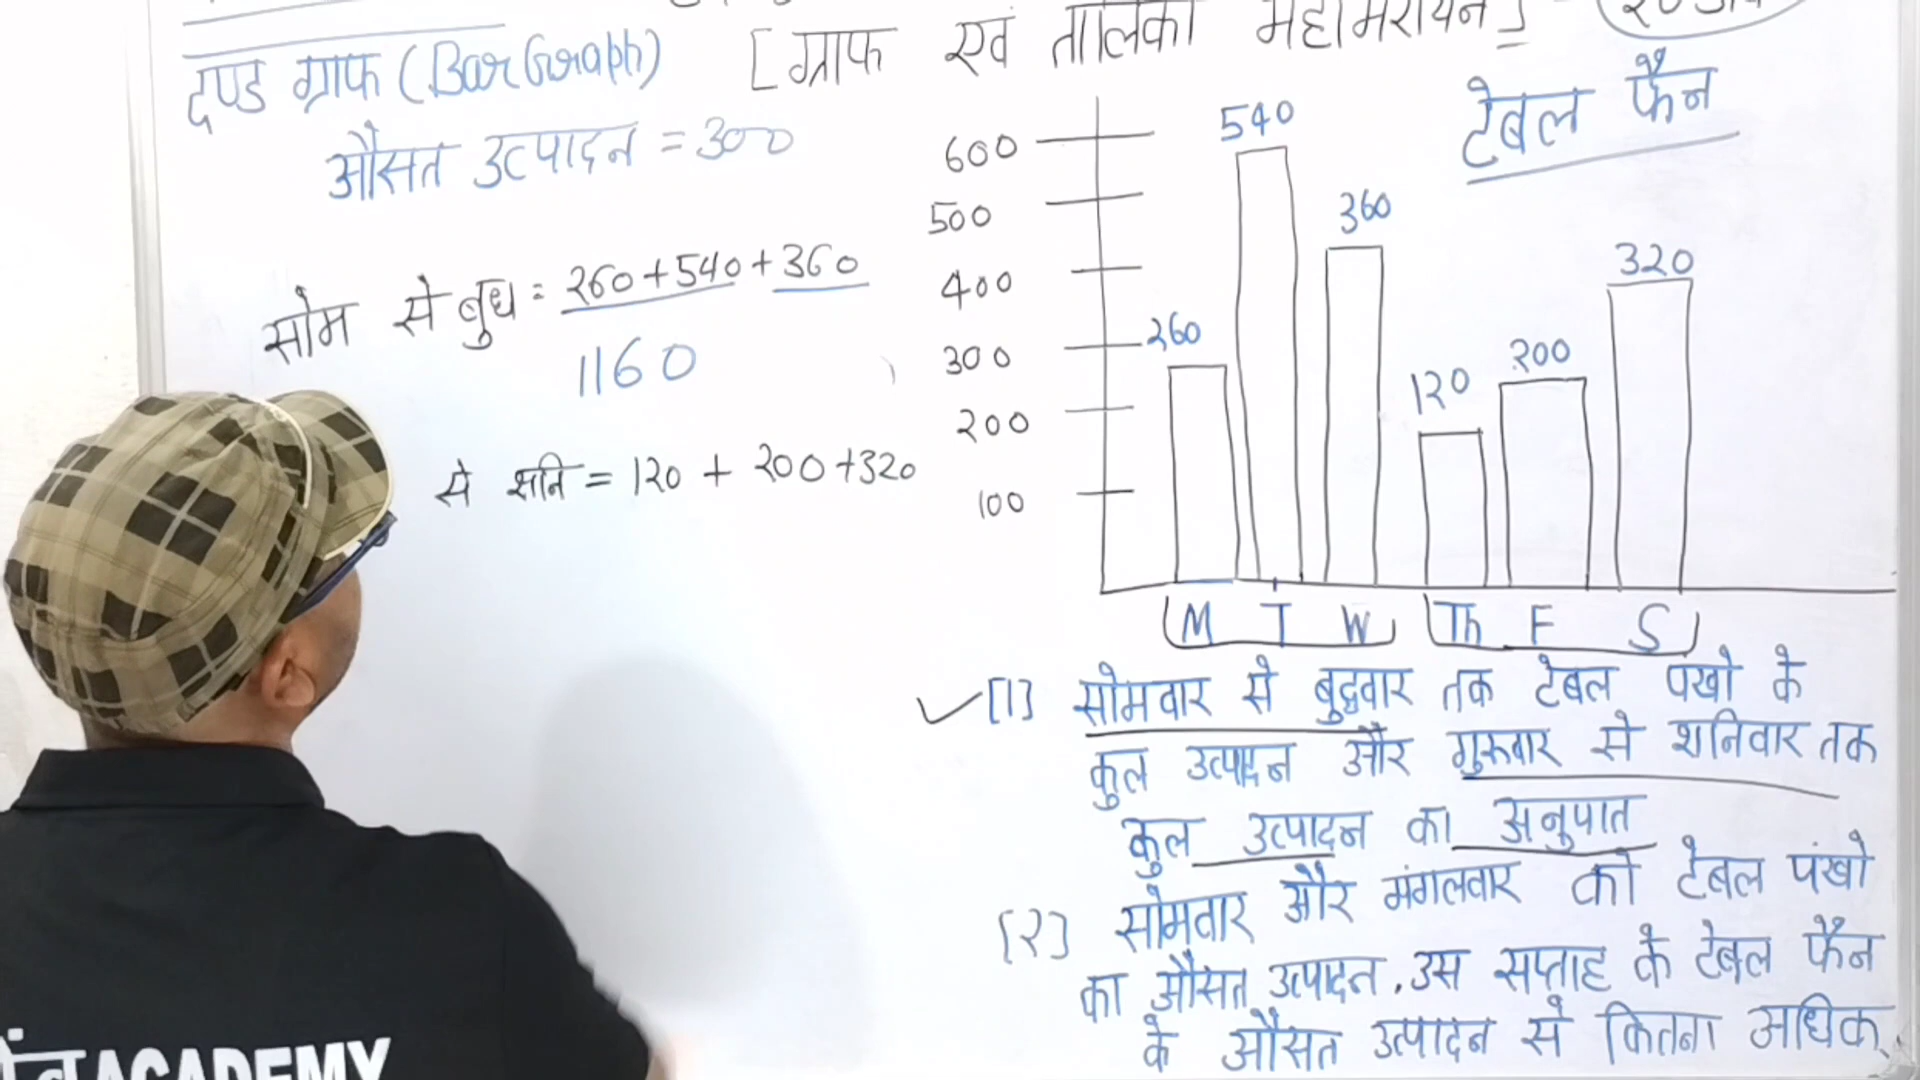 दण्ड ग्राफ (Bar Graph) [ग्राफ एवं तालिका महामैराथन]
औसत उत्पादन = 300
सोम से बुध = 260+540+360
1160
से शनि = 120 + 200+320
टेबल फैन
600
500
400
300
200
100
260
540
360
120
200
320
M T W Th F S
[1] सोमवार से बुद्धवार तक टेबल पंखो के
कुल उत्पादन और गुरूवार से शनिवार तक
कुल उत्पादन का अनुपात
[2] सोमवार और मंगलवार को टेबल पंखो
का औसत उत्पादन, उस सप्ताह के टेबल फैन
के औसत उत्पादन से कितना अधिक
ACADEMY